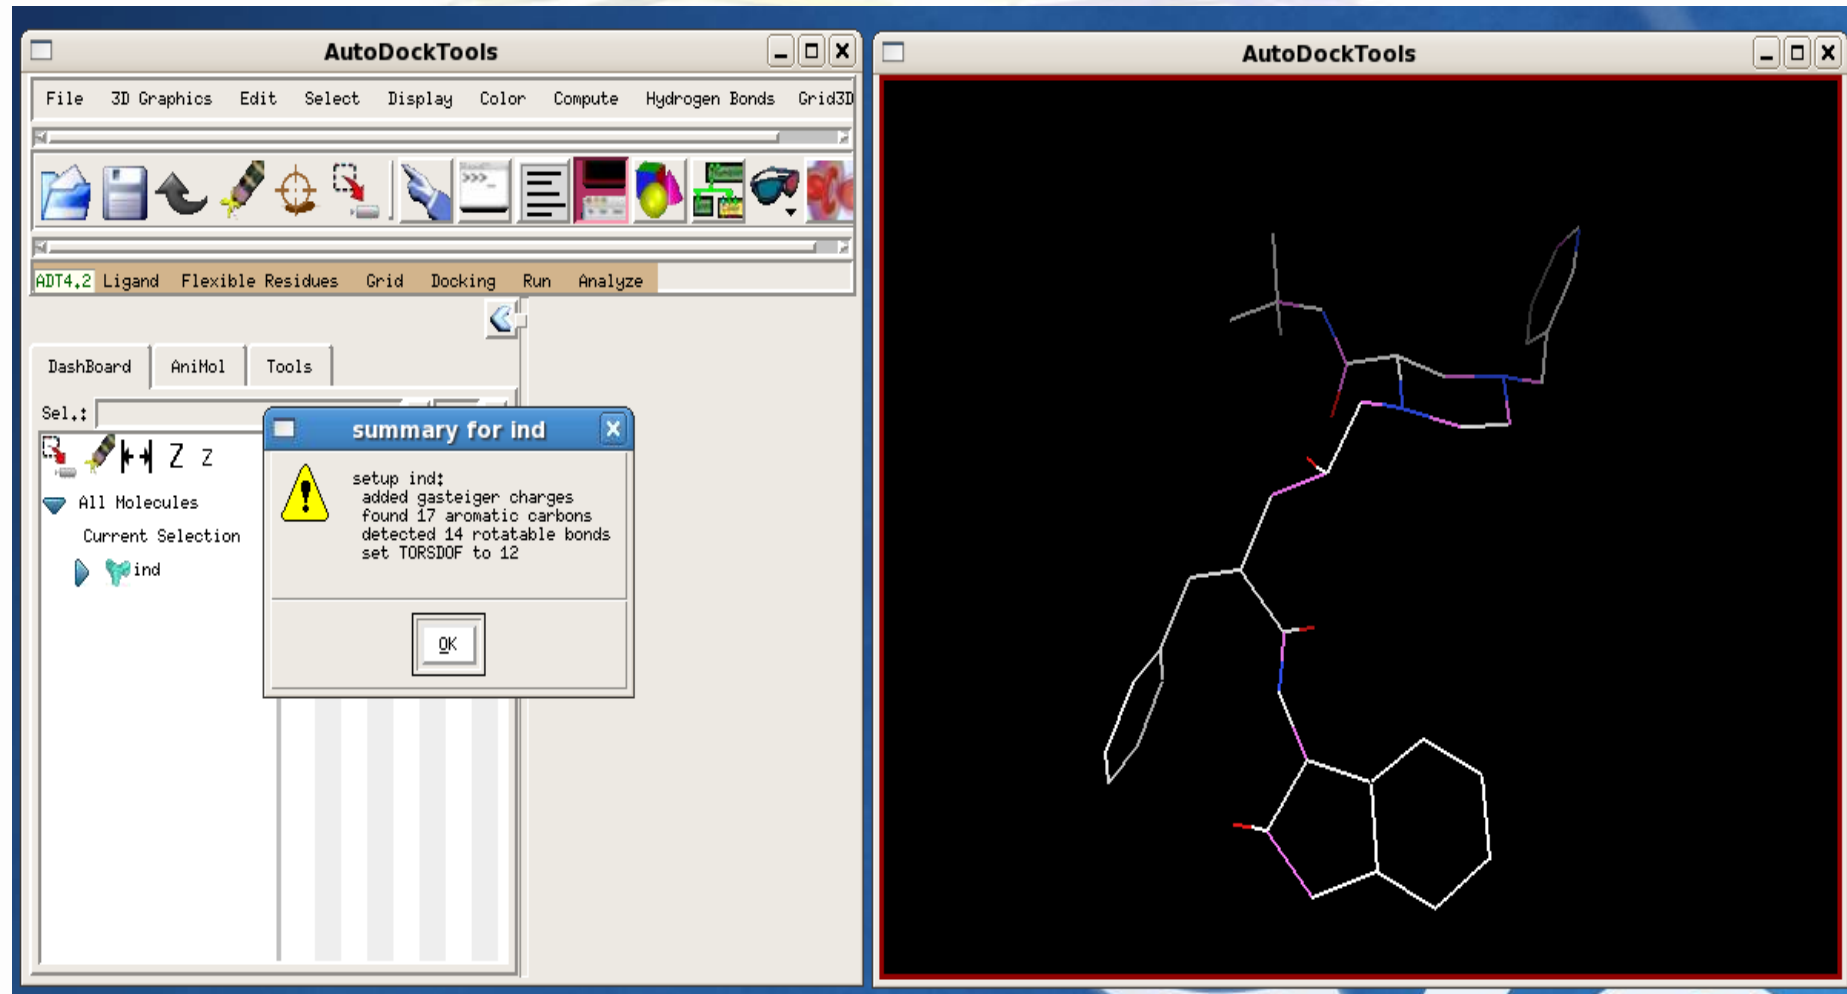 AutoDockTools
File 3D Graphics Edit Select Display Color Compute Hydrogen Bonds Grid3D
>>>_
ADT4.2 Ligand Flexible Residues Grid Docking Run Analyze
DashBoard AniMol Tools
Sel.:
Z z
All Molecules
Current Selection
ind
summary for ind
setup ind:
added gasteiger charges
found 17 aromatic carbons
detected 14 rotatable bonds
set TORSDOF to 12
OK
AutoDockTools